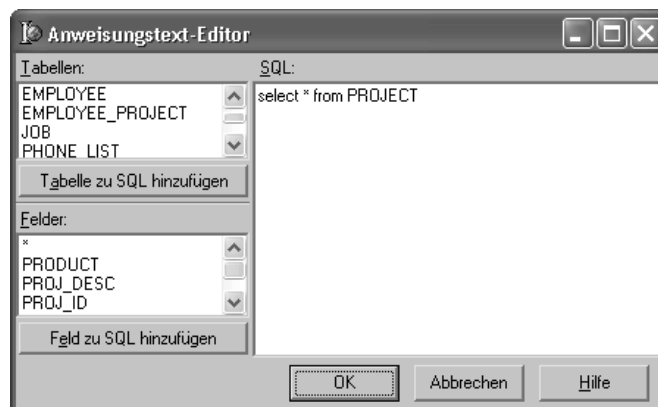 Anweisungstext-Editor
Tabellen:
EMPLOYEE
EMPLOYEE_PROJECT
JOB
PHONE_LIST
Tabelle zu SQL hinzufügen
Felder:
*
PRODUCT
PROJ_DESC
PROJ_ID
Feld zu SQL hinzufügen
SQL:
select * from PROJECT
OK
Abbrechen
Hilfe